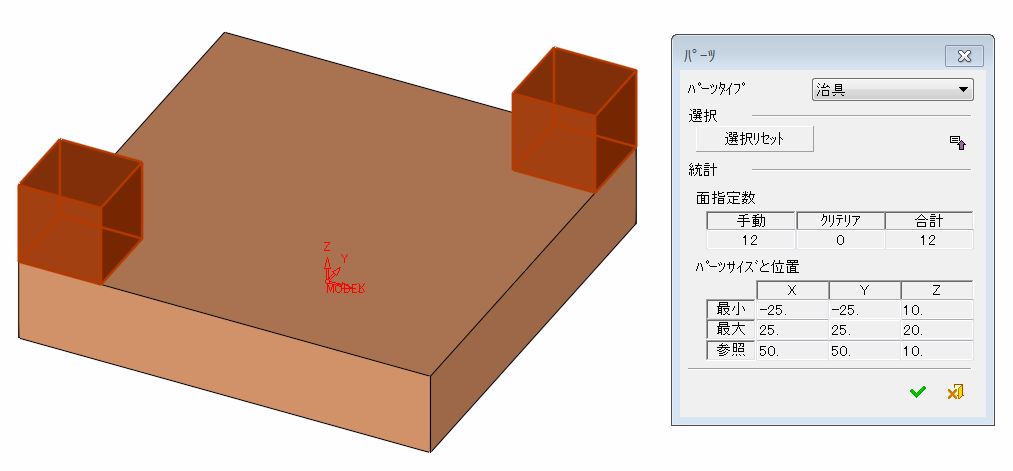 ﾊﾟｰﾂ
ﾊﾟｰﾂﾀｲﾌﾟ 治具
選択
選択ﾘｾｯﾄ
統計
面指定数
手動 ｸﾘﾃﾘｱ 合計
12 0 12
ﾊﾟｰﾂｻｲｽﾞと位置
X Y Z
最小 -25. -25. 10.
最大 25. 25. 20.
参照 50. 50. 10.
Z
Y
MODEL